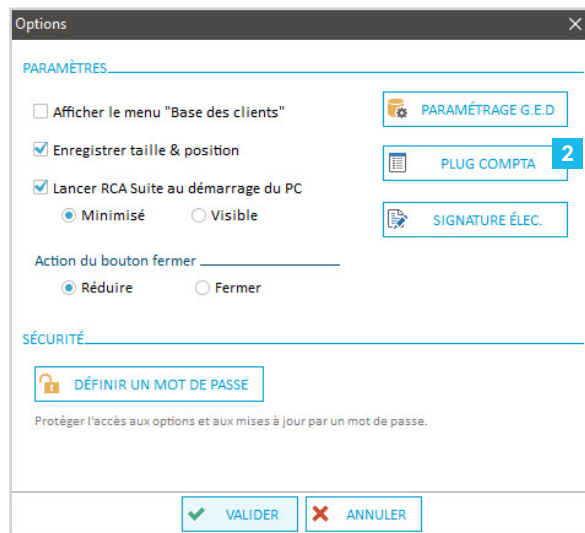 Options
PARAMÈTRES
Afficher le menu "Base des clients"
PARAMÉTRAGE G.E.D
Enregistrer taille & position
PLUG COMPTA
2
Lancer RCA Suite au démarrage du PC
Minimisé
Visible
SIGNATURE ÉLEC.
Action du bouton fermer
Réduire
Fermer
SÉCURITÉ
DÉFINIR UN MOT DE PASSE
Protéger l'accès aux options et aux mises à jour par un mot de passe.
VALIDER
ANNULER